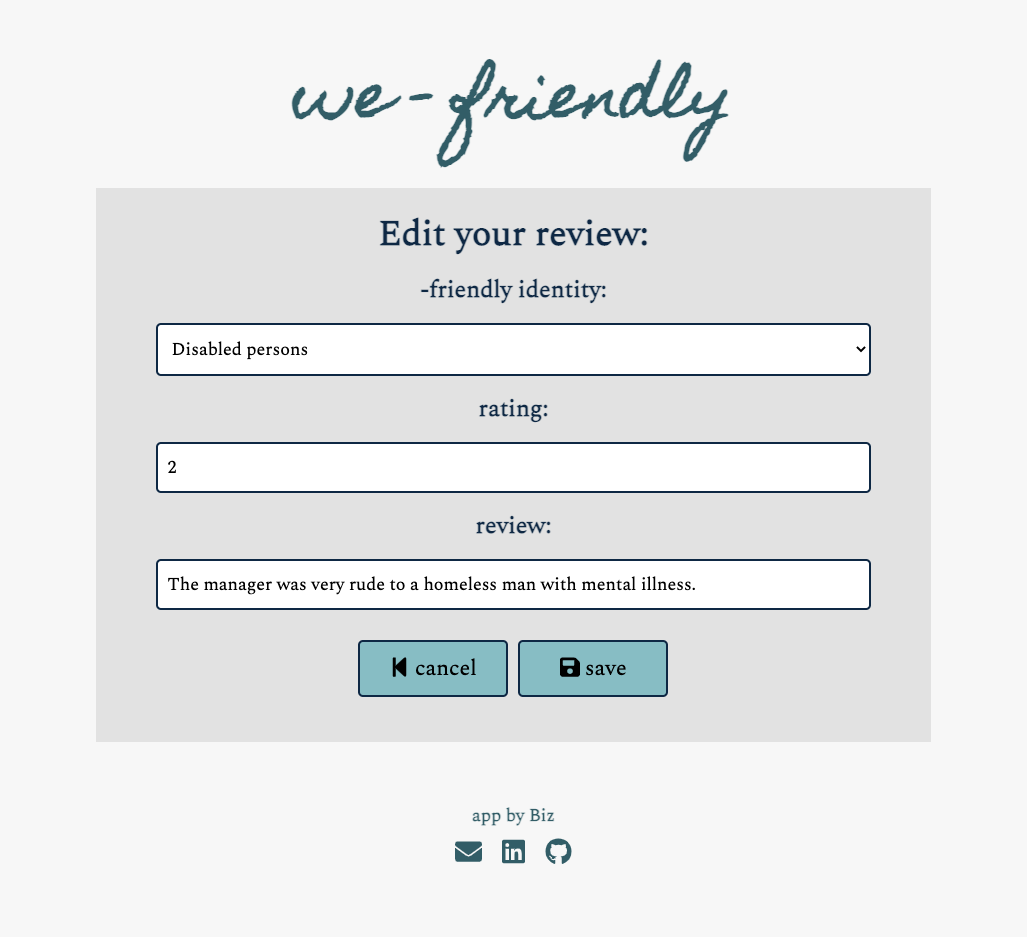 we-friendly
Edit your review:
-friendly identity:
Disabled persons
rating:
2
review:
The manager was very rude to a homeless man with mental illness.
cancel
save
app by Biz
in